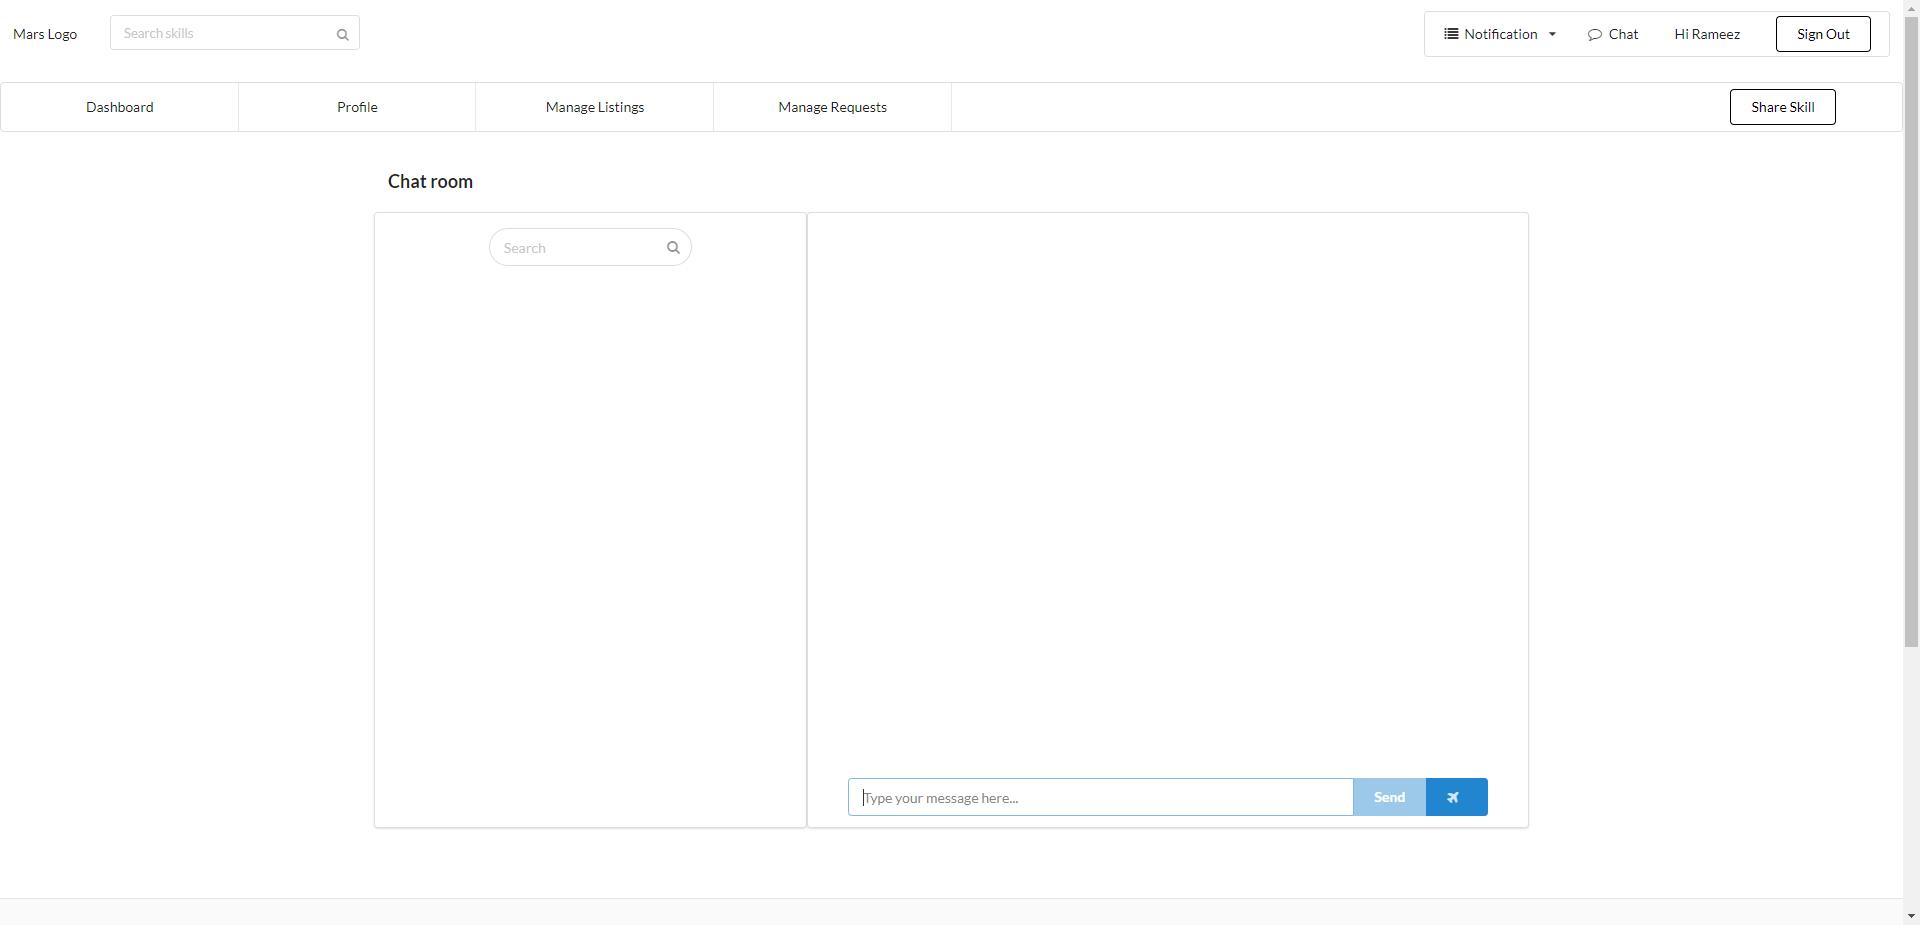 Mars Logo
Search skills
Notification
Chat
Hi Rameez
Sign Out
Dashboard
Profile
Manage Listings
Manage Requests
Share Skill
Chat room
Search
Type your message here...
Send